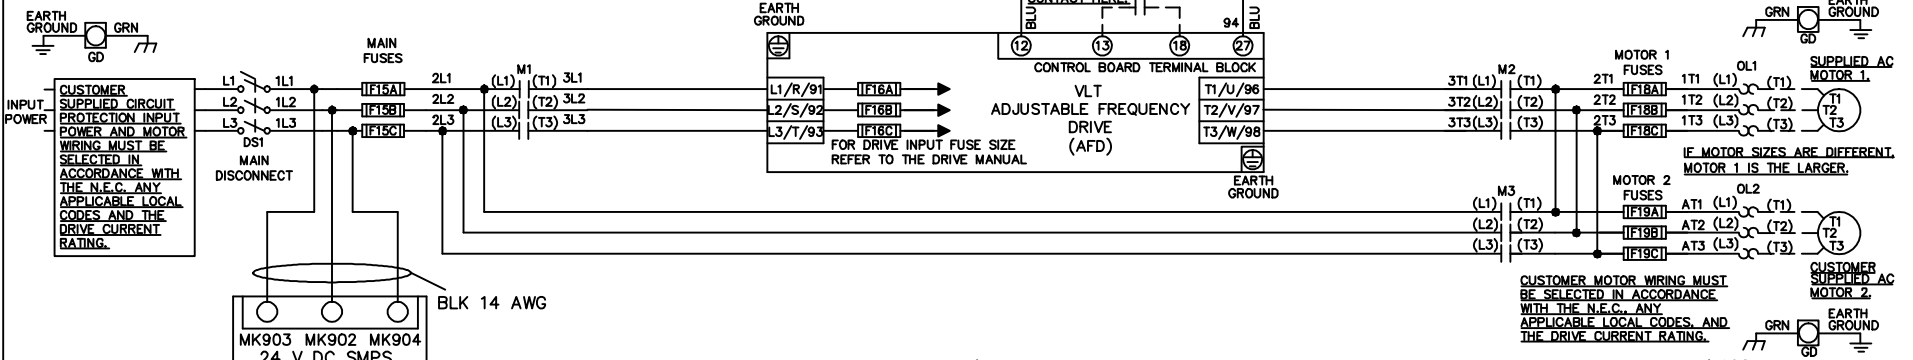 EARTH
GROUND
GRN
GD
INPUT
POWER
CUSTOMER
SUPPLIED CIRCUIT
PROTECTION INPUT
POWER AND MOTOR
WIRING MUST BE
SELECTED IN
ACCORDANCE WITH
THE N.E.C. ANY
APPLICABLE LOCAL
CODES AND THE
DRIVE CURRENT
RATING.
L1 1L1
L2 1L2
L3 1L3
DS1
MAIN
DISCONNECT
MAIN
FUSES
F15A
F15B
F15C
2L1
2L2
2L3
M1
(L1) (T1) 3L1
(L2) (T2) 3L2
(L3) (T3) 3L3
BLK 14 AWG
MK903 MK902 MK904
24 V DC SMPS
EARTH
GROUND
CONTACT HERE.
BLU
94
BLU
12
13
18
27
CONTROL BOARD TERMINAL BLOCK
L1/R/91
L2/S/92
L3/T/93
F16A
F16B
F16C
VLT
ADJUSTABLE FREQUENCY
DRIVE
(AFD)
FOR DRIVE INPUT FUSE SIZE
REFER TO THE DRIVE MANUAL
T1/U/96
T2/V/97
T3/W/98
EARTH
GROUND
M2
3T1 (L1) (T1)
3T2 (L2) (T2)
3T3 (L3) (T3)
MOTOR 1
FUSES
2T1 F18A 1T1 (L1)
2T2 F18B 1T2 (L2)
2T3 F18C 1T3 (L3)
OL1
(T1)
(T2)
(T3)
T1
T2
T3
GRN
GD
EARTH
GROUND
SUPPLIED AC
MOTOR 1.
IF MOTOR SIZES ARE DIFFERENT,
MOTOR 1 IS THE LARGER.
M3
(L1) (T1)
(L2) (T2)
(L3) (T3)
MOTOR 2
FUSES
F19A AT1 (L1)
F19B AT2 (L2)
F19C AT3 (L3)
OL2
(T1)
(T2)
(T3)
T1
T2
T3
CUSTOMER
SUPPLIED AC
MOTOR 2.
CUSTOMER MOTOR WIRING MUST
BE SELECTED IN ACCORDANCE
WITH THE N.E.C., ANY
APPLICABLE LOCAL CODES, AND
THE DRIVE CURRENT RATING.
GRN
GD
EARTH
GROUND